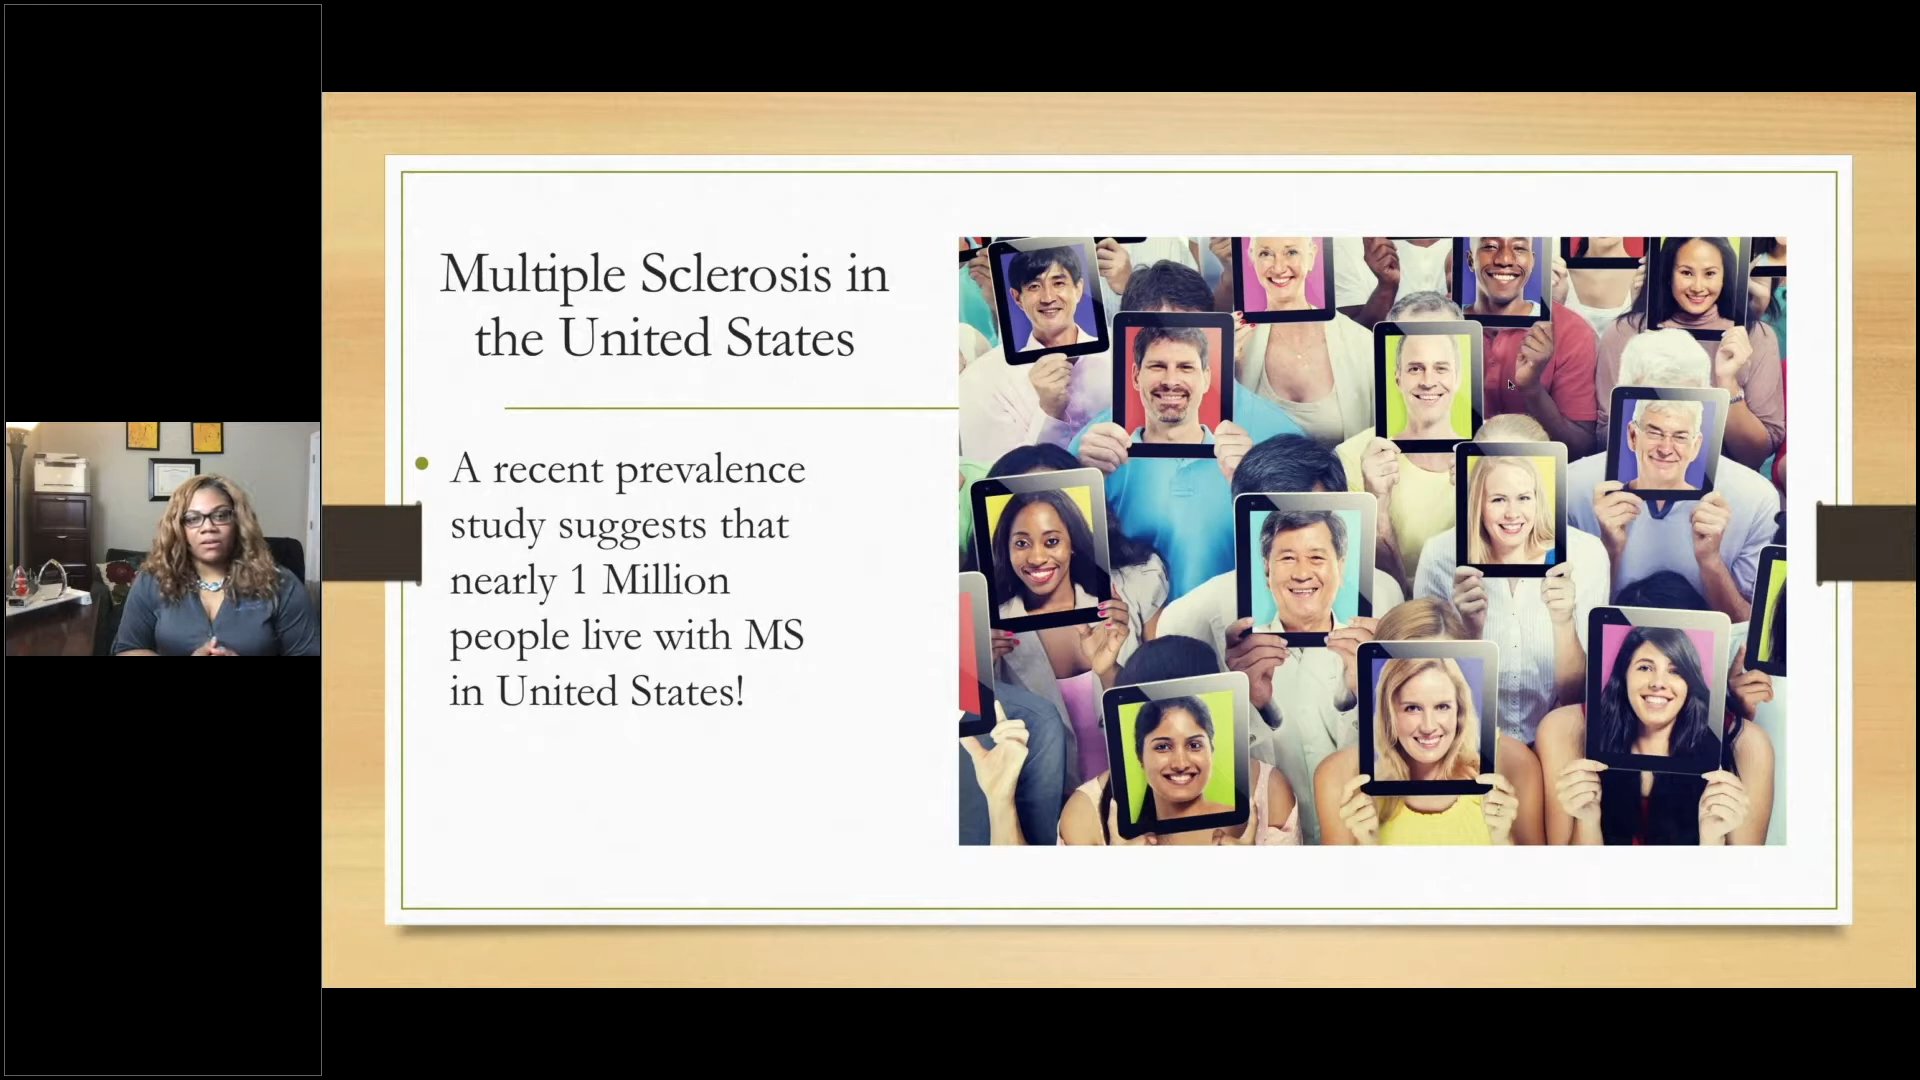 Multiple Sclerosis in
the United States
A recent prevalence
study suggests that
nearly 1 Million
people live with MS
in United States!